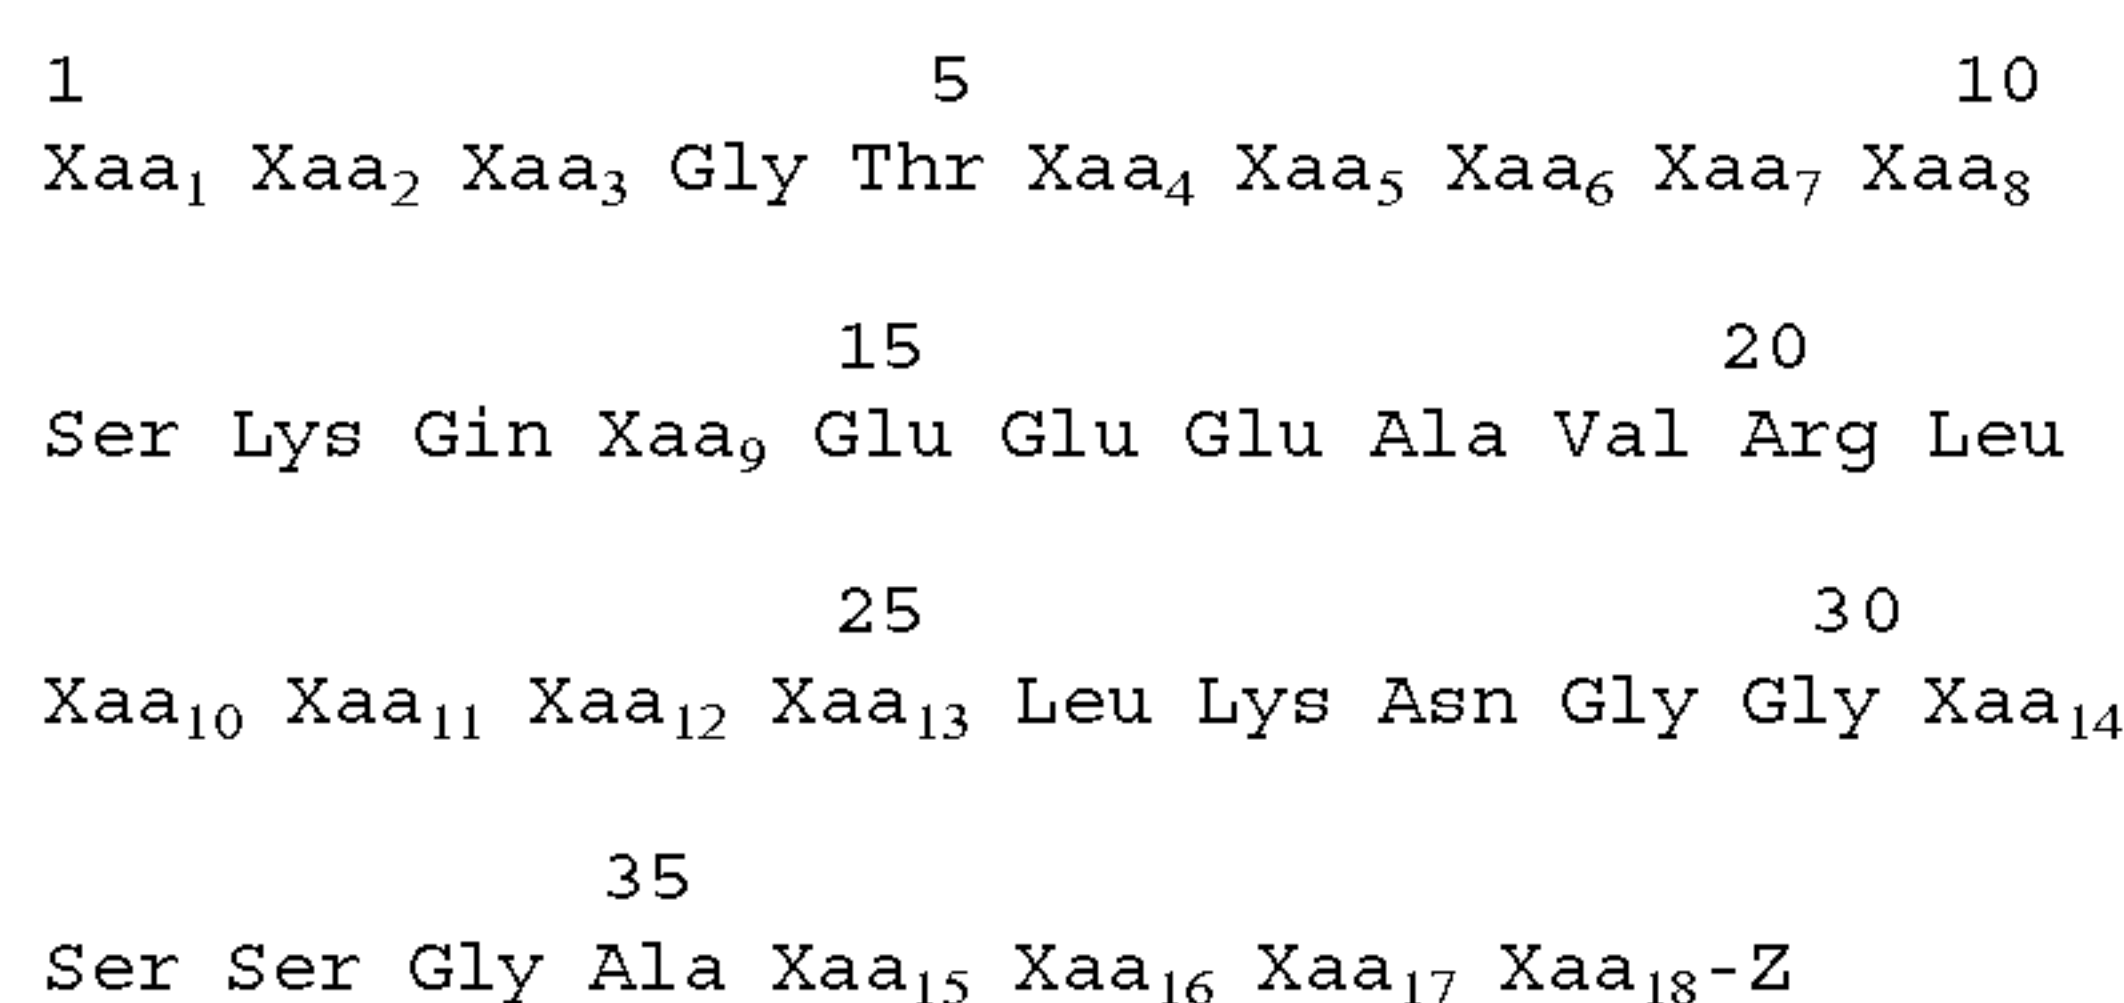 1 5 10
Xaa₁ Xaa₂ Xaa₃ Gly Thr Xaa₄ Xaa₅ Xaa₆ Xaa₇ Xaa₈
15 20
Ser Lys Gin Xaa₉ Glu Glu Glu Ala Val Arg Leu
25 30
Xaa₁₀ Xaa₁₁ Xaa₁₂ Xaa₁₃ Leu Lys Asn Gly Gly Xaa₁₄
35
Ser Ser Gly Ala Xaa₁₅ Xaa₁₆ Xaa₁₇ Xaa₁₈-Z